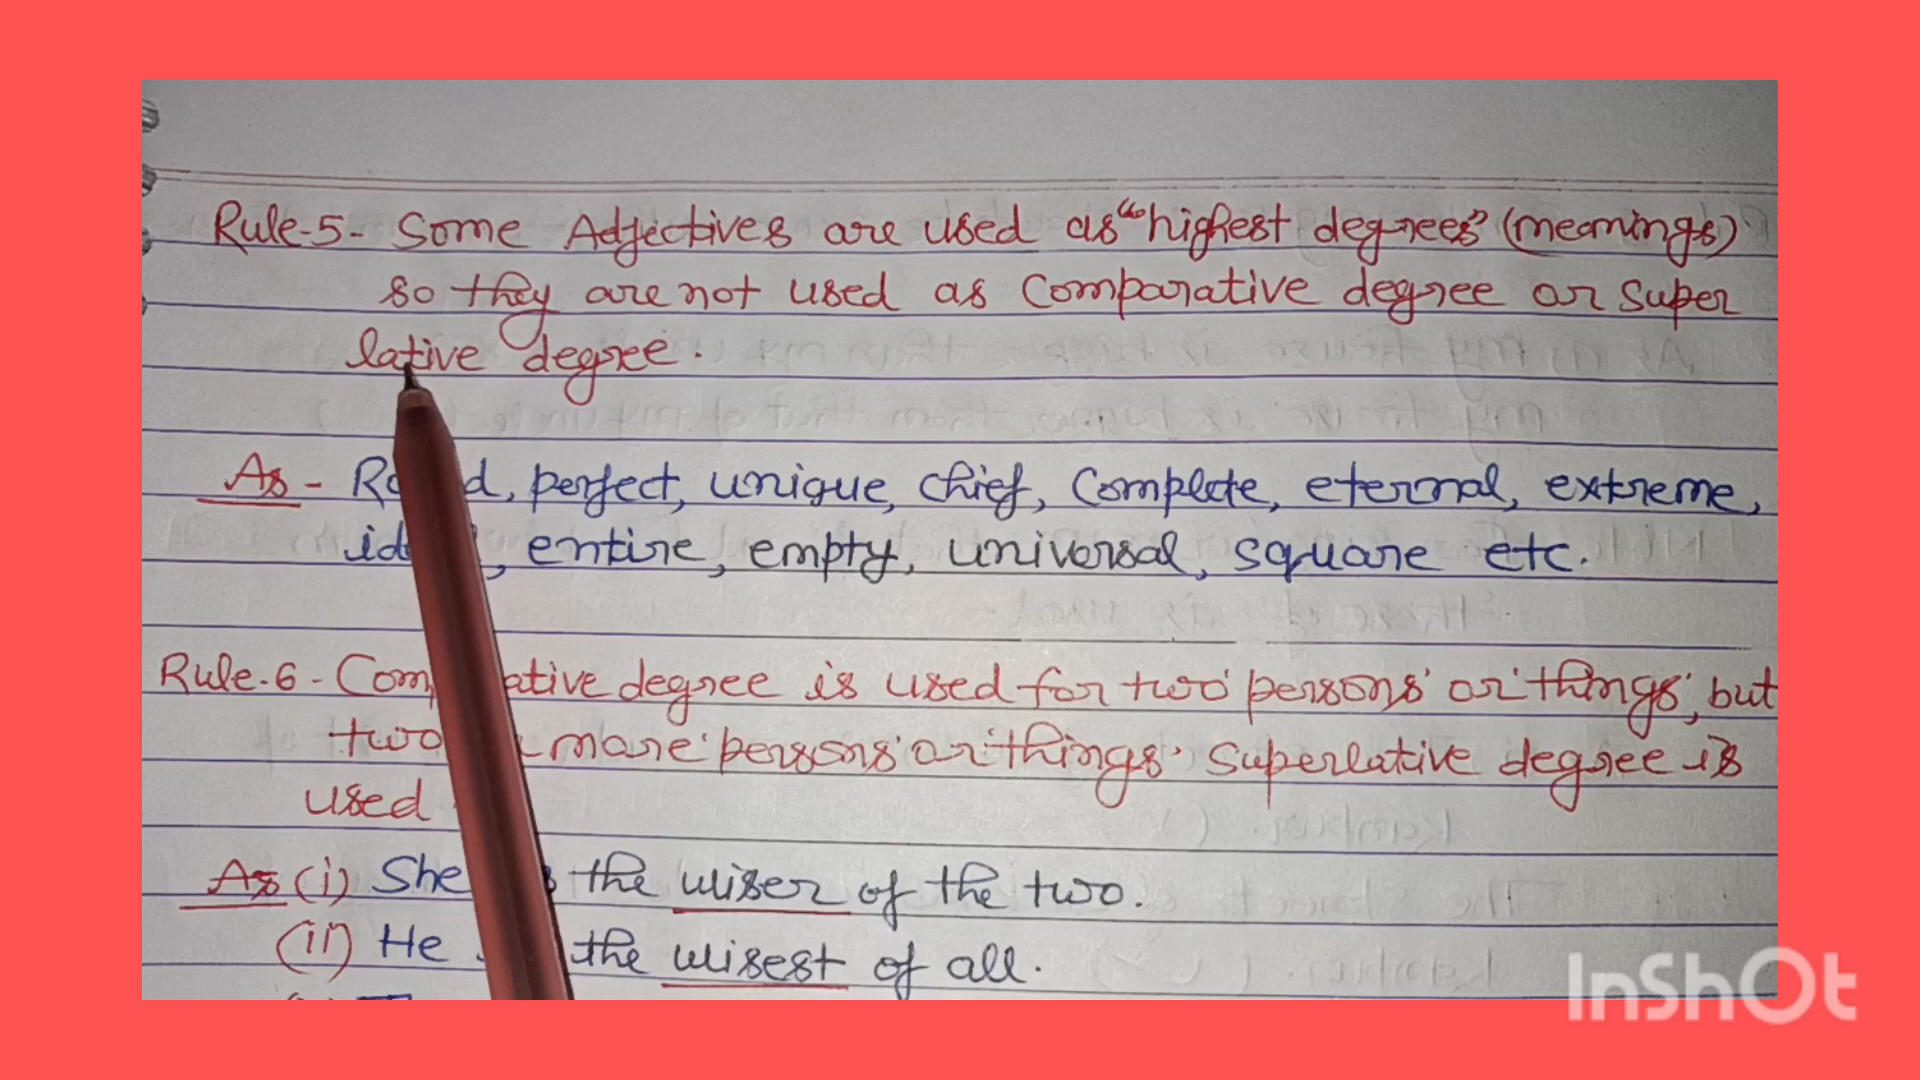 Rule-5- Some Adjectives are used as "highest degrees" (meanings)
so they are not used as Comparative degree or Super
lative degree.
As - perfect, unique, chief, Complete, eternal, extreme,
entire, empty, universal, square etc.
Rule.6 - degree is used for two 'persons' or 'things', but
two more 'persons' or 'things' Superlative degree is
used
As (i) She the wiser of the two.
(ii) He the wisest of all.
InShOt